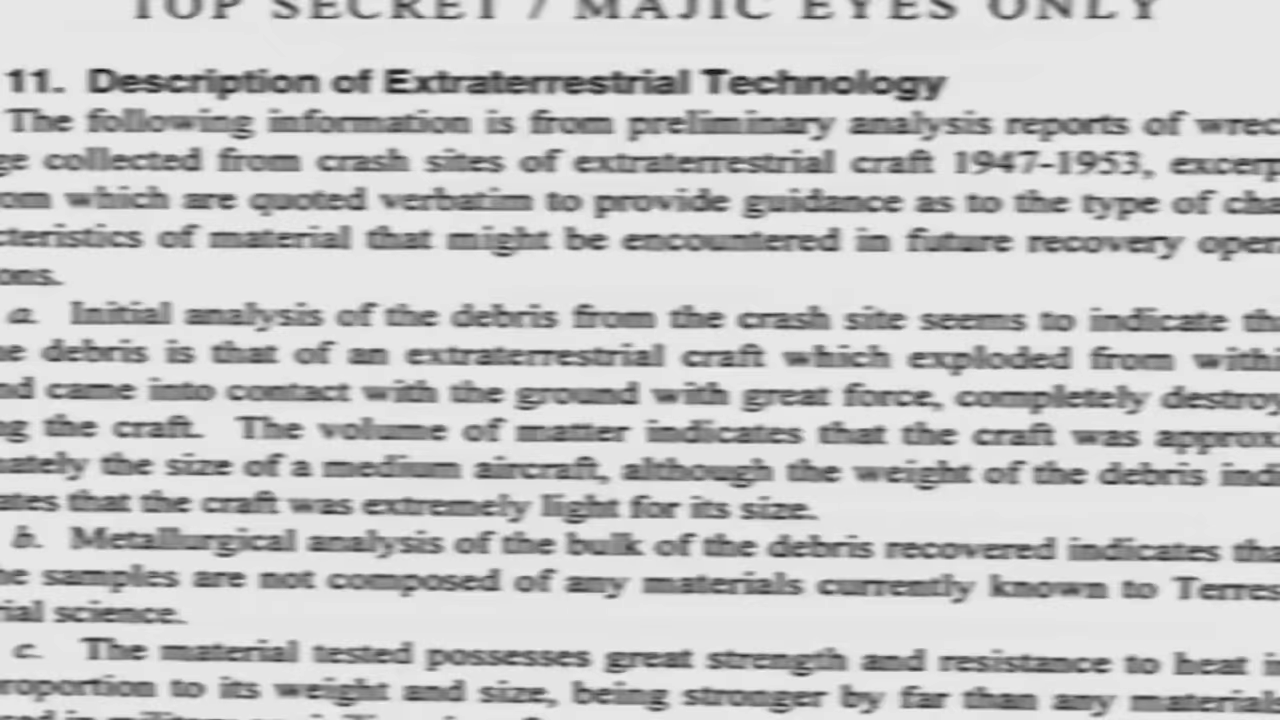 TOP SECRET / MAJIC EYES ONLY
11. Description of Extraterrestrial Technology
The following information is from preliminary analysis reports of wrec
ge collected from crash sites of extraterrestrial craft 1947-1953, excerp
om which are quoted verbatim to provide guidance as to the type of cha
cteristics of material that might be encountered in future recovery oper
ons.
a. Initial analysis of the debris from the crash site seems to indicate th
e debris is that of an extraterrestrial craft which exploded from withi
nd came into contact with the ground with great force, completely destroy
ng the craft. The volume of matter indicates that the craft was approx
ately the size of a medium aircraft, although the weight of the debris indi
ates that the craft was extremely light for its size.
b. Metallurgical analysis of the bulk of the debris recovered indicates tha
he samples are not composed of any materials currently known to Terres
rial science.
c. The material tested possesses great strength and resistance to heat i
roportion to its weight and size, being stronger by far than any materials